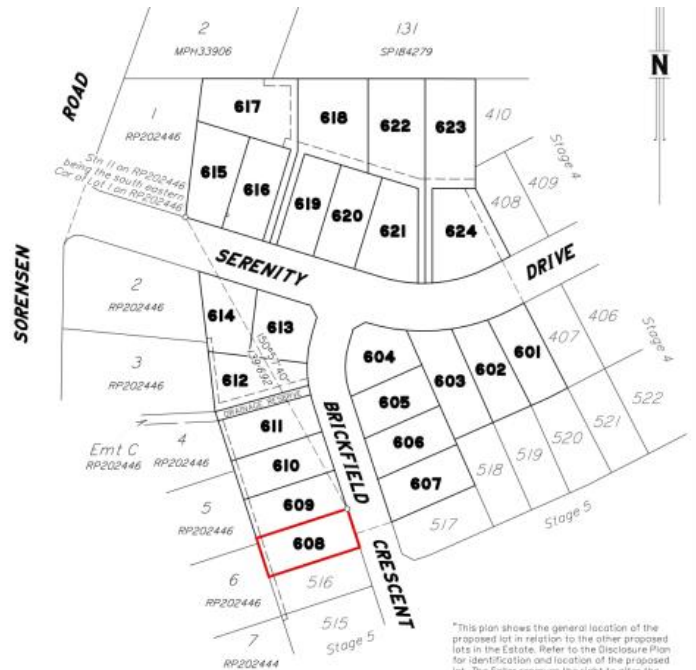 2
MPH33906
131
SP184279
N
ROAD
1
RP202446
617
618
622
623
410
Stage 4
409
408
Stn 11 on RP202446
being the south eastern
Cor of Lot 1 on RP202446
615
616
619
620
621
624
SORENSEN
SERENITY
DRIVE
2
RP202446
614
613
604
603
602
601
407
406
Stage 4
3
RP202446
612
150°57'40"
139·692
DRAINAGE RESERVE
605
606
607
BRICKFIELD
CRESCENT
611
610
609
608
Emt C
RP202446
4
RP202446
5
RP202446
6
RP202446
7
RP202444
516
515
Stage 5
517
518
519
520
521
522
Stage 5
"This plan shows the general location of the
proposed lot in relation to the other proposed
lots in the Estate. Refer to the Disclosure Plan
for identification and location of the proposed